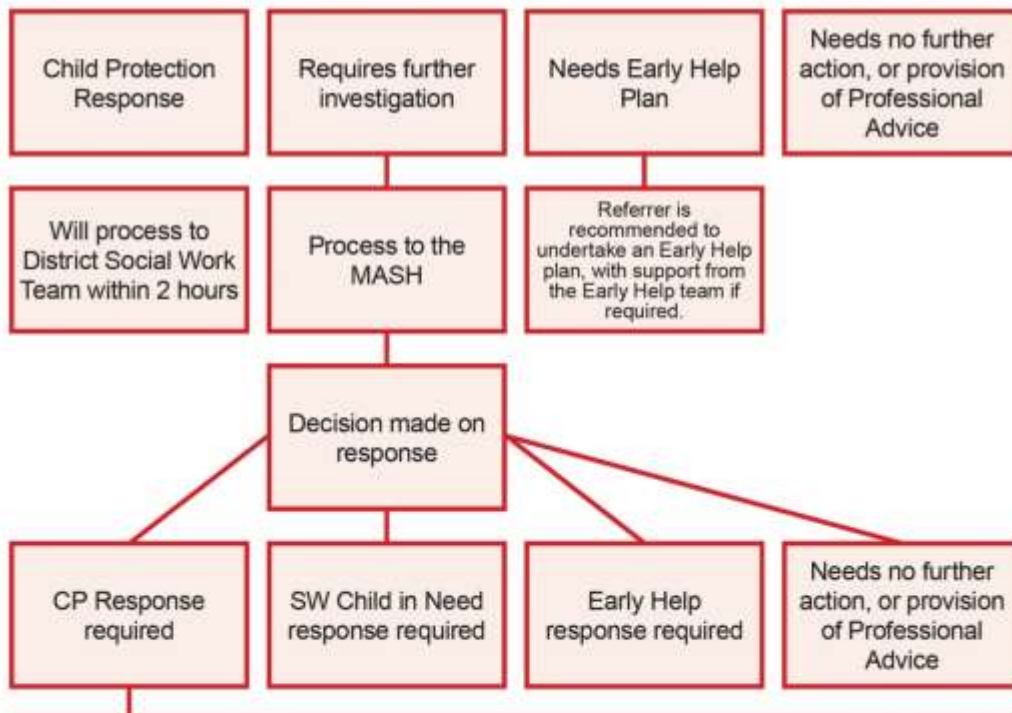 Child Protection
Response
Requires further
investigation
Needs Early Help
Plan
Needs no further
action, or provision
of Professional
Advice
Will process to
District Social Work
Team within 2 hours
Process to the
MASH
Referrer is
recommended to
undertake an Early Help
plan, with support from
the Early Help team if
required.
Decision made on
response
CP Response
required
SW Child in Need
response required
Early Help
response required
Needs no further
action, or provision
of Professional
Advice